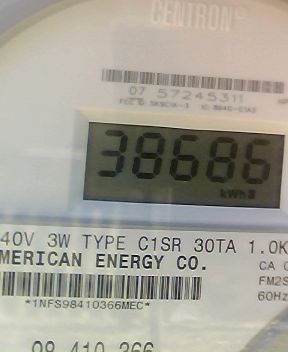 CENTRON®
07 57245311
38686
kWh
40V 3W TYPE C1SR 30TA 1.0K
MERICAN ENERGY CO.
CA
FM2S
60Hz
*1NFS98410366MEC*
98 410 366